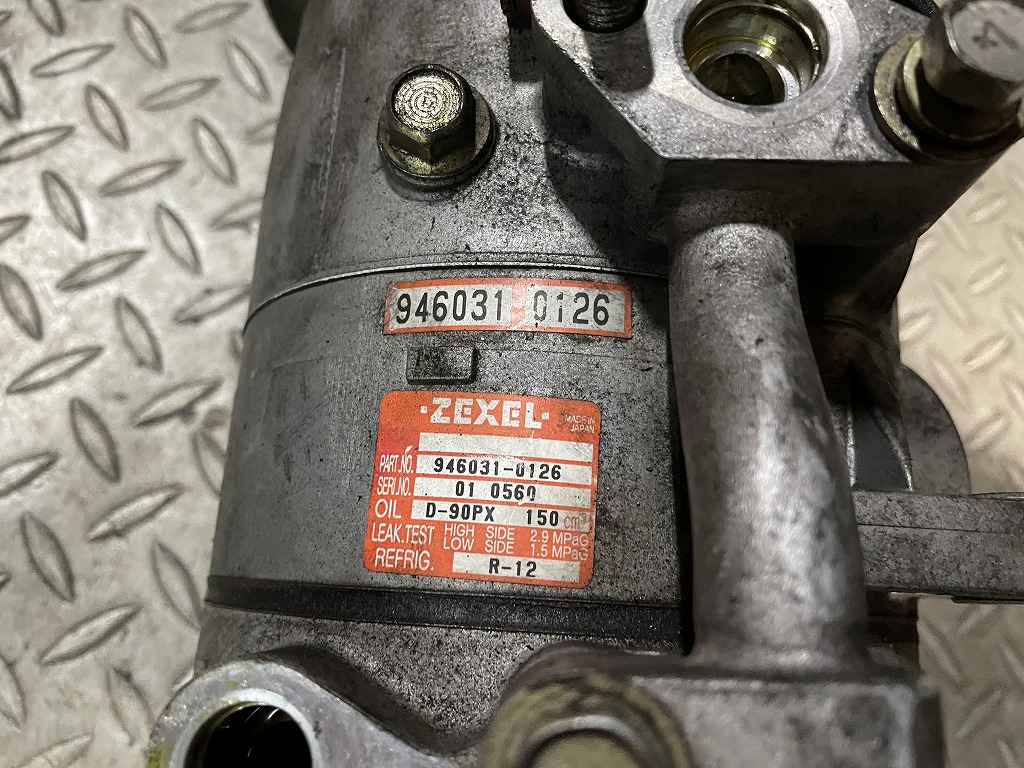 946031 0126
·ZEXEL·
MADE IN
JAPAN
PART.NO. 946031-0126
SERI.NO. 01 0560
OIL D-90PX 150 cm³
LEAK.TEST HIGH SIDE 2.9 MPaG
LOW SIDE 1.5 MPaG
REFRIG. R-12